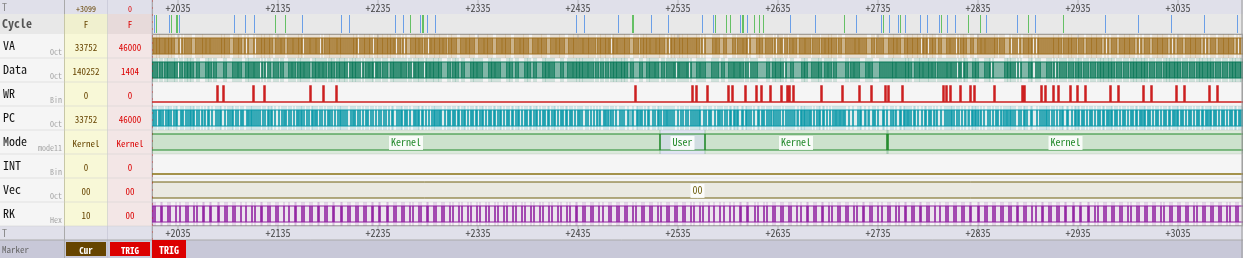 T +3099 0 +2035 +2135 +2235 +2335 +2435 +2535 +2635 +2735 +2835 +2935 +3035
Cycle F F
VA Oct 33752 46000
Data Oct 140252 1404
WR Bin 0 0
PC Oct 33752 46000
Mode mode11 Kernel Kernel Kernel User Kernel Kernel
INT Bin 0 0
Vec Oct 00 00 00
RK Hex 10 00
T +2035 +2135 +2235 +2335 +2435 +2535 +2635 +2735 +2835 +2935 +3035
Marker Cur TRIG TRIG